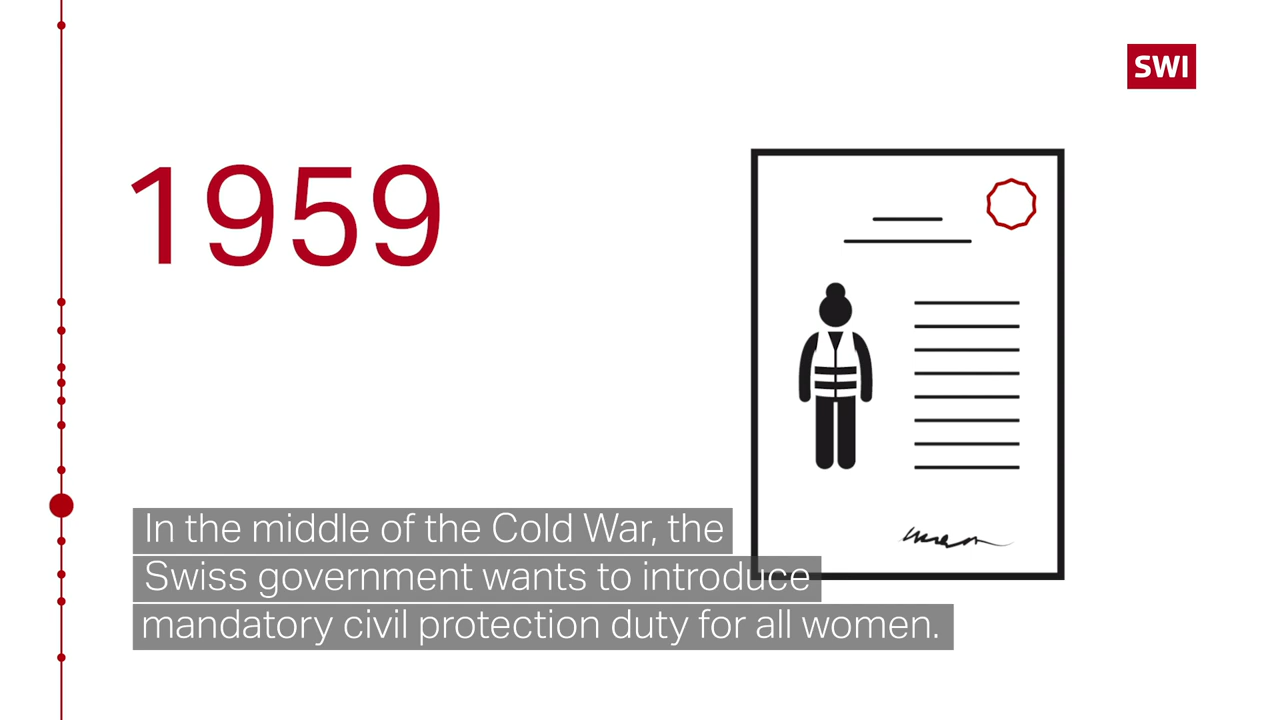 SWI
1959
In the middle of the Cold War, the
Swiss government wants to introduce
mandatory civil protection duty for all women.